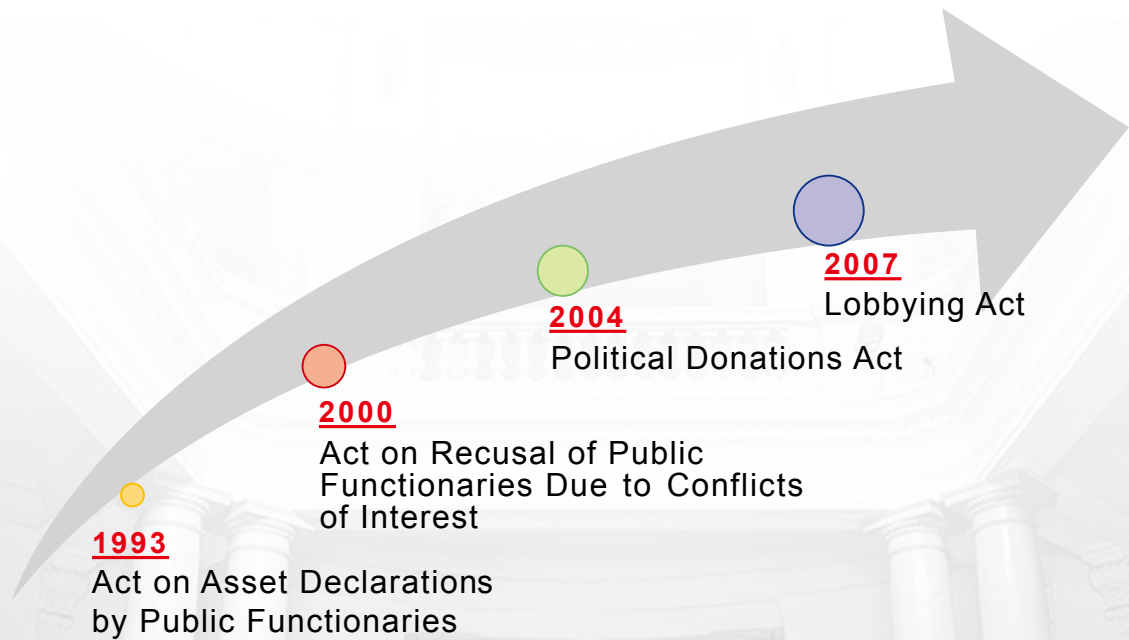 1993
Act on Asset Declarations
by Public Functionaries
2000
Act on Recusal of Public
Functionaries Due to Conflicts
of Interest
2004
Political Donations Act
2007
Lobbying Act